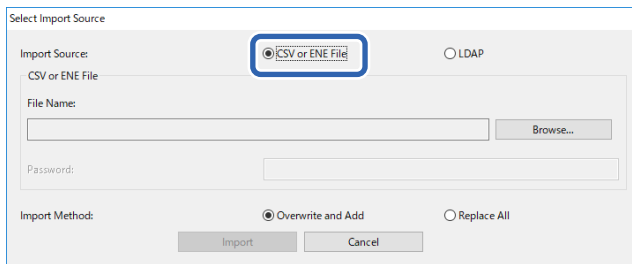 Select Import Source
Import Source: CSV or ENE File LDAP
CSV or ENE File
File Name:
Browse...
Password:
Import Method: Overwrite and Add Replace All
Import Cancel